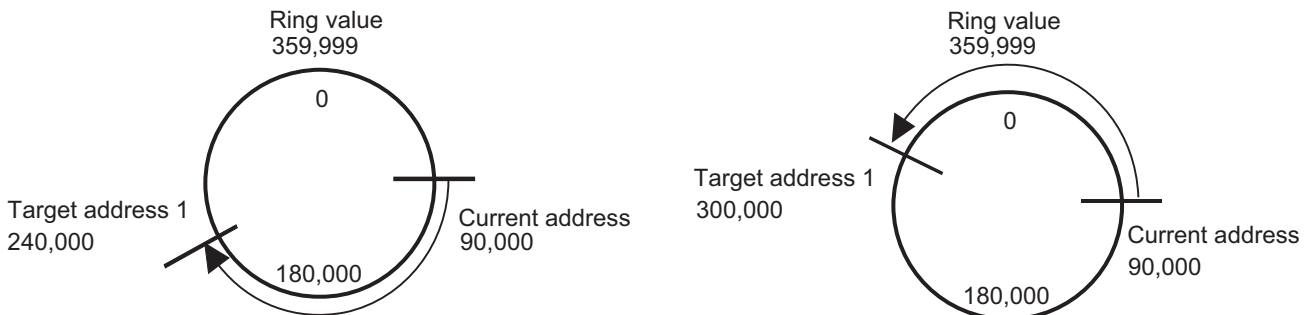 Ring value
359,999
0
Target address 1
240,000
Current address
90,000
180,000
Ring value
359,999
0
Target address 1
300,000
Current address
90,000
180,000